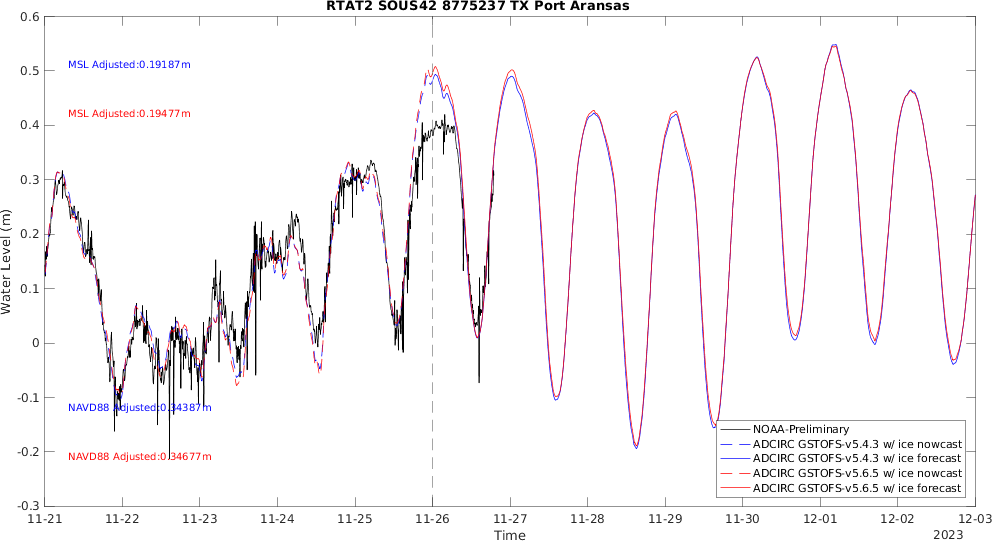 RTAT2 SOUS42 8775237 TX Port Aransas
0.6
0.5
0.4
0.3
0.2
0.1
0
-0.1
-0.2
-0.3
Water Level (m)
MSL Adjusted:0.19187m
MSL Adjusted:0.19477m
NAVD88 Adjusted:0.34387m
NAVD88 Adjusted:0.34677m
NOAA-Preliminary
ADCIRC GSTOFS-v5.4.3 w/ ice nowcast
ADCIRC GSTOFS-v5.4.3 w/ ice forecast
ADCIRC GSTOFS-v5.6.5 w/ ice nowcast
ADCIRC GSTOFS-v5.6.5 w/ ice forecast
11-21 11-22 11-23 11-24 11-25 11-26 11-27 11-28 11-29 11-30 12-01 12-02 12-03
Time
2023